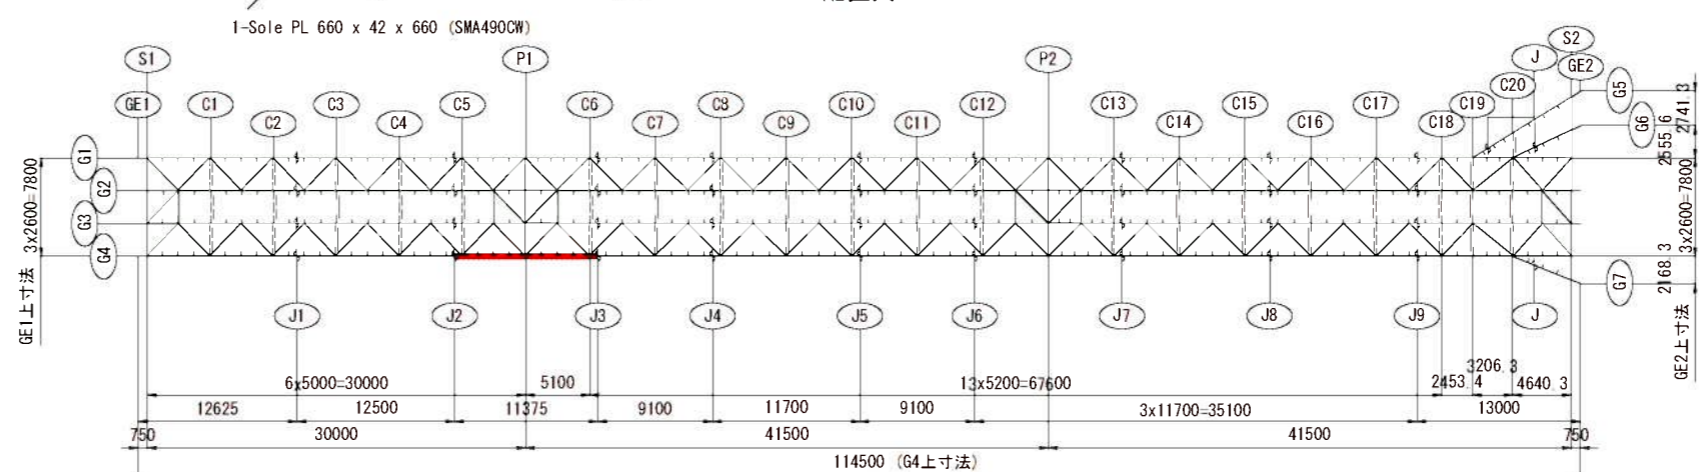 1-Sole PL 660 x 42 x 660 (SMA490CW)
S1 P1 P2 J S2
GE1 C1 C2 C3 C4 C5 C6 C7 C8 C9 C10 C11 C12 C13 C14 C15 C16 C17 C18 C19 C20 GE2
G1
G2
G3
G4
G5
G6
G7
GE1上寸法 3x2600=7800
2741.3
2555.6
3x2600=7800
2168.3
GE2上寸法
J1 J2 J3 J4 J5 J6 J7 J8 J9 J
6x5000=30000 5100 13x5200=67600 2453.4 3206.3 4640.3
12625 12500 11375 9100 11700 9100 3x11700=35100 13000
750 30000 41500 41500 750
114500 (G4上寸法)